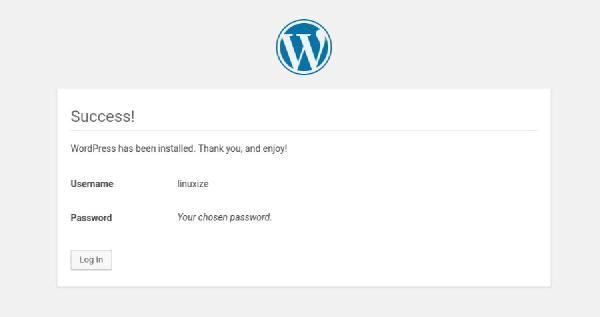 Success!
WordPress has been installed. Thank you, and enjoy!
Username linuxize
Password Your chosen password.
Log In